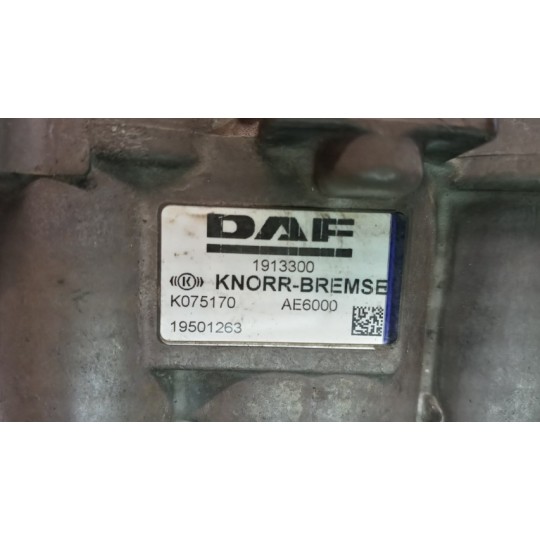 DAF
1913300
KNORR-BREMSE
K075170 AE6000
19501263